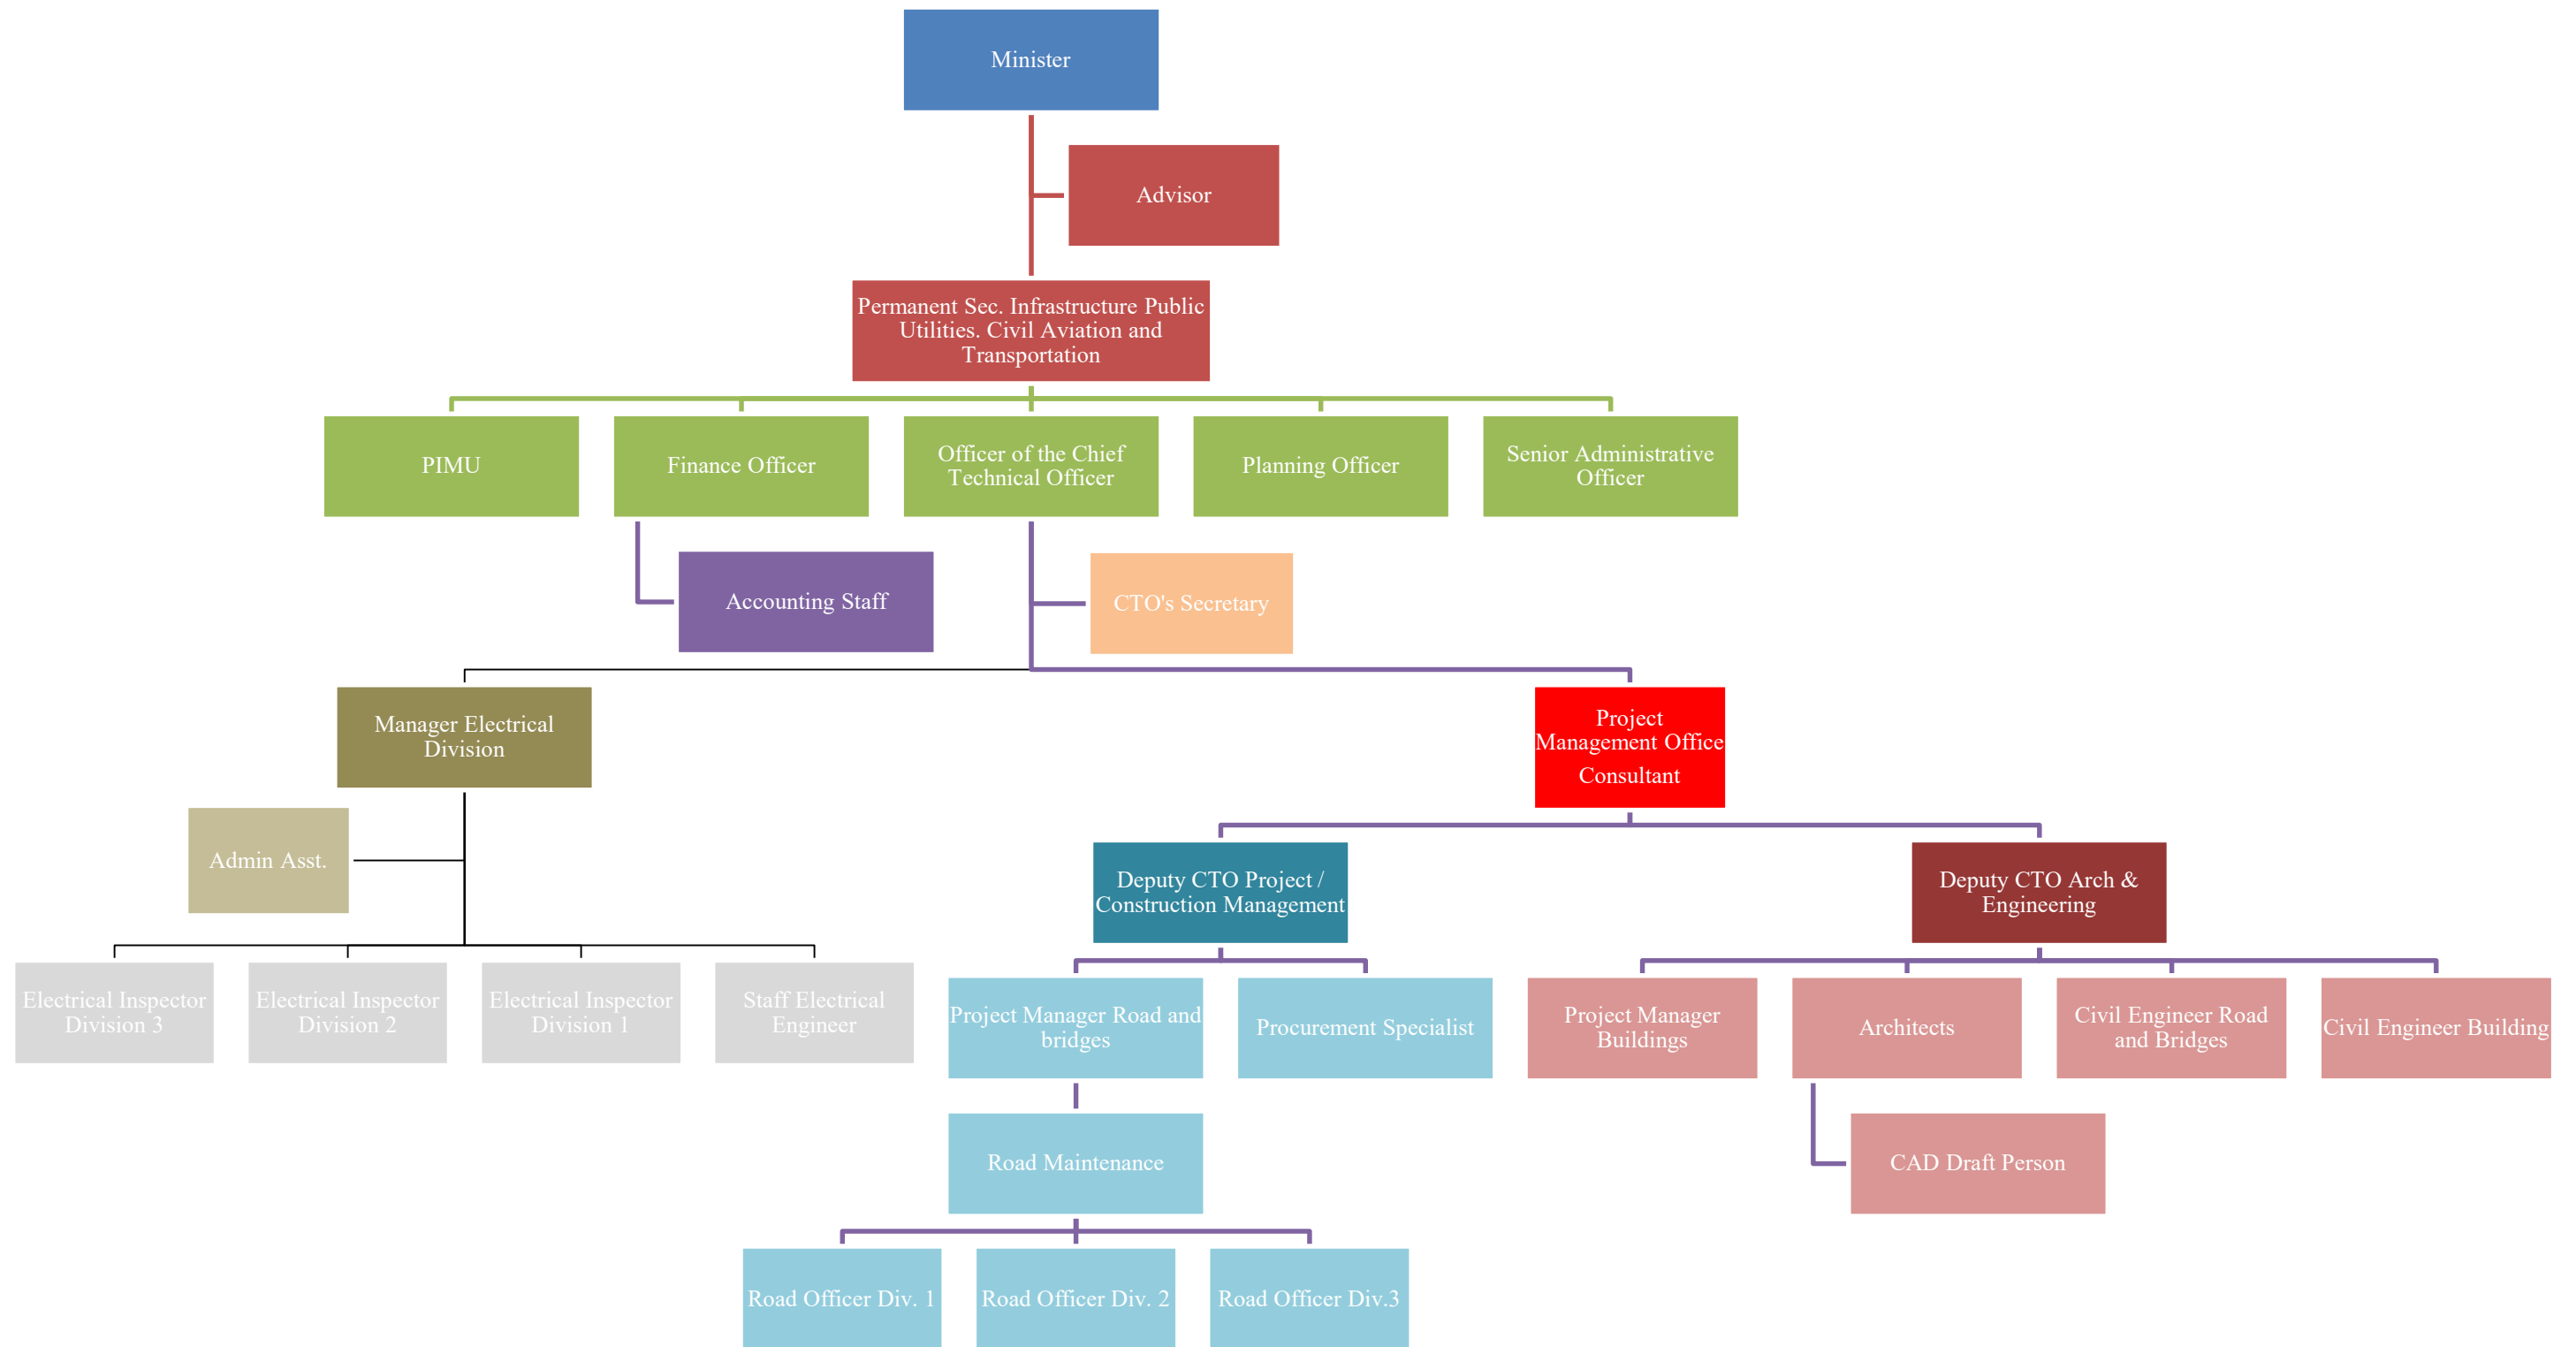 Minister
Advisor
Permanent Sec. Infrastructure Public
Utilities. Civil Aviation and
Transportation
PIMU
Finance Officer
Officer of the Chief
Technical Officer
Planning Officer
Senior Administrative
Officer
Accounting Staff
CTO's Secretary
Manager Electrical
Division
Project
Management Office
Consultant
Admin Asst.
Deputy CTO Project /
Construction Management
Deputy CTO Arch &
Engineering
Electrical Inspector
Division 3
Electrical Inspector
Division 2
Electrical Inspector
Division 1
Staff Electrical
Engineer
Project Manager Road and
bridges
Procurement Specialist
Project Manager
Buildings
Architects
Civil Engineer Road
and Bridges
Civil Engineer Building
Road Maintenance
CAD Draft Person
Road Officer Div. 1
Road Officer Div. 2
Road Officer Div.3